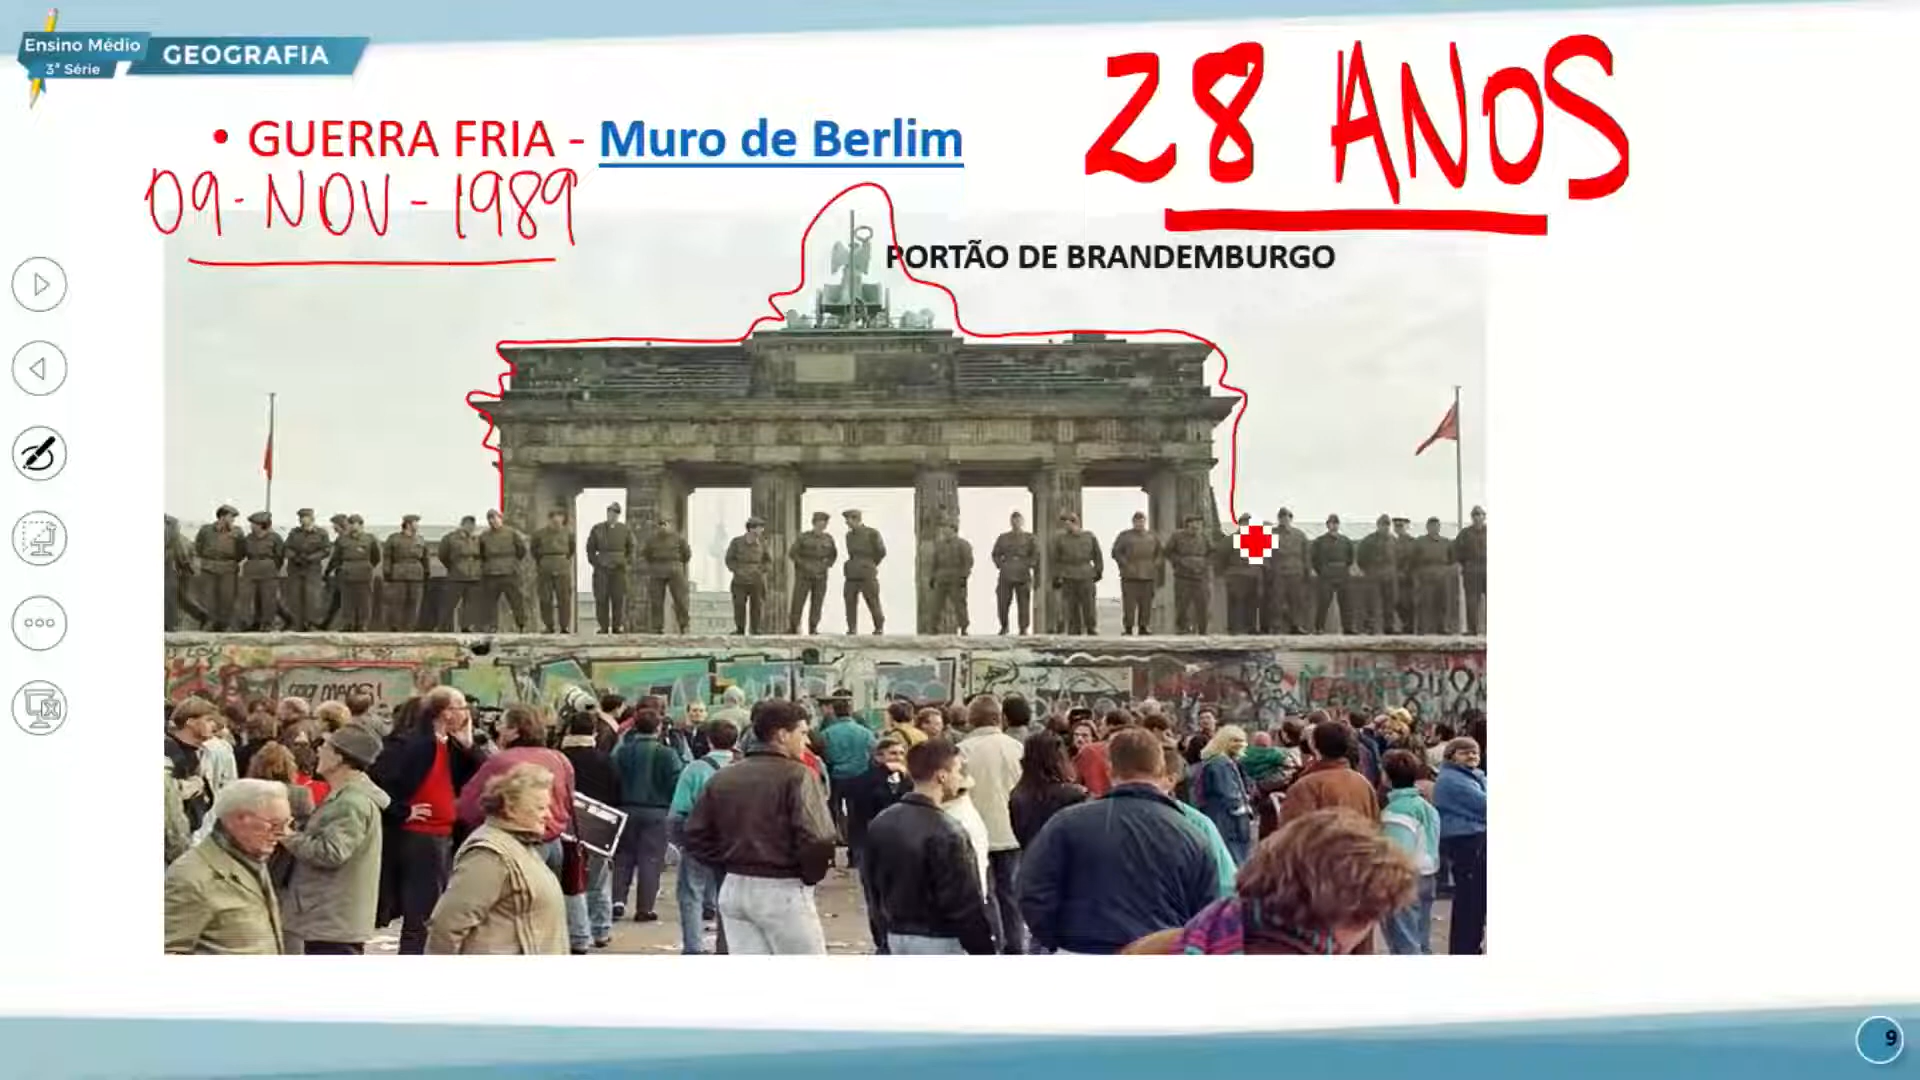 Ensino Médio
3ª Série
GEOGRAFIA
28 ANOS
• GUERRA FRIA - Muro de Berlim
09-NOV-1989
PORTÃO DE BRANDEMBURGO
9